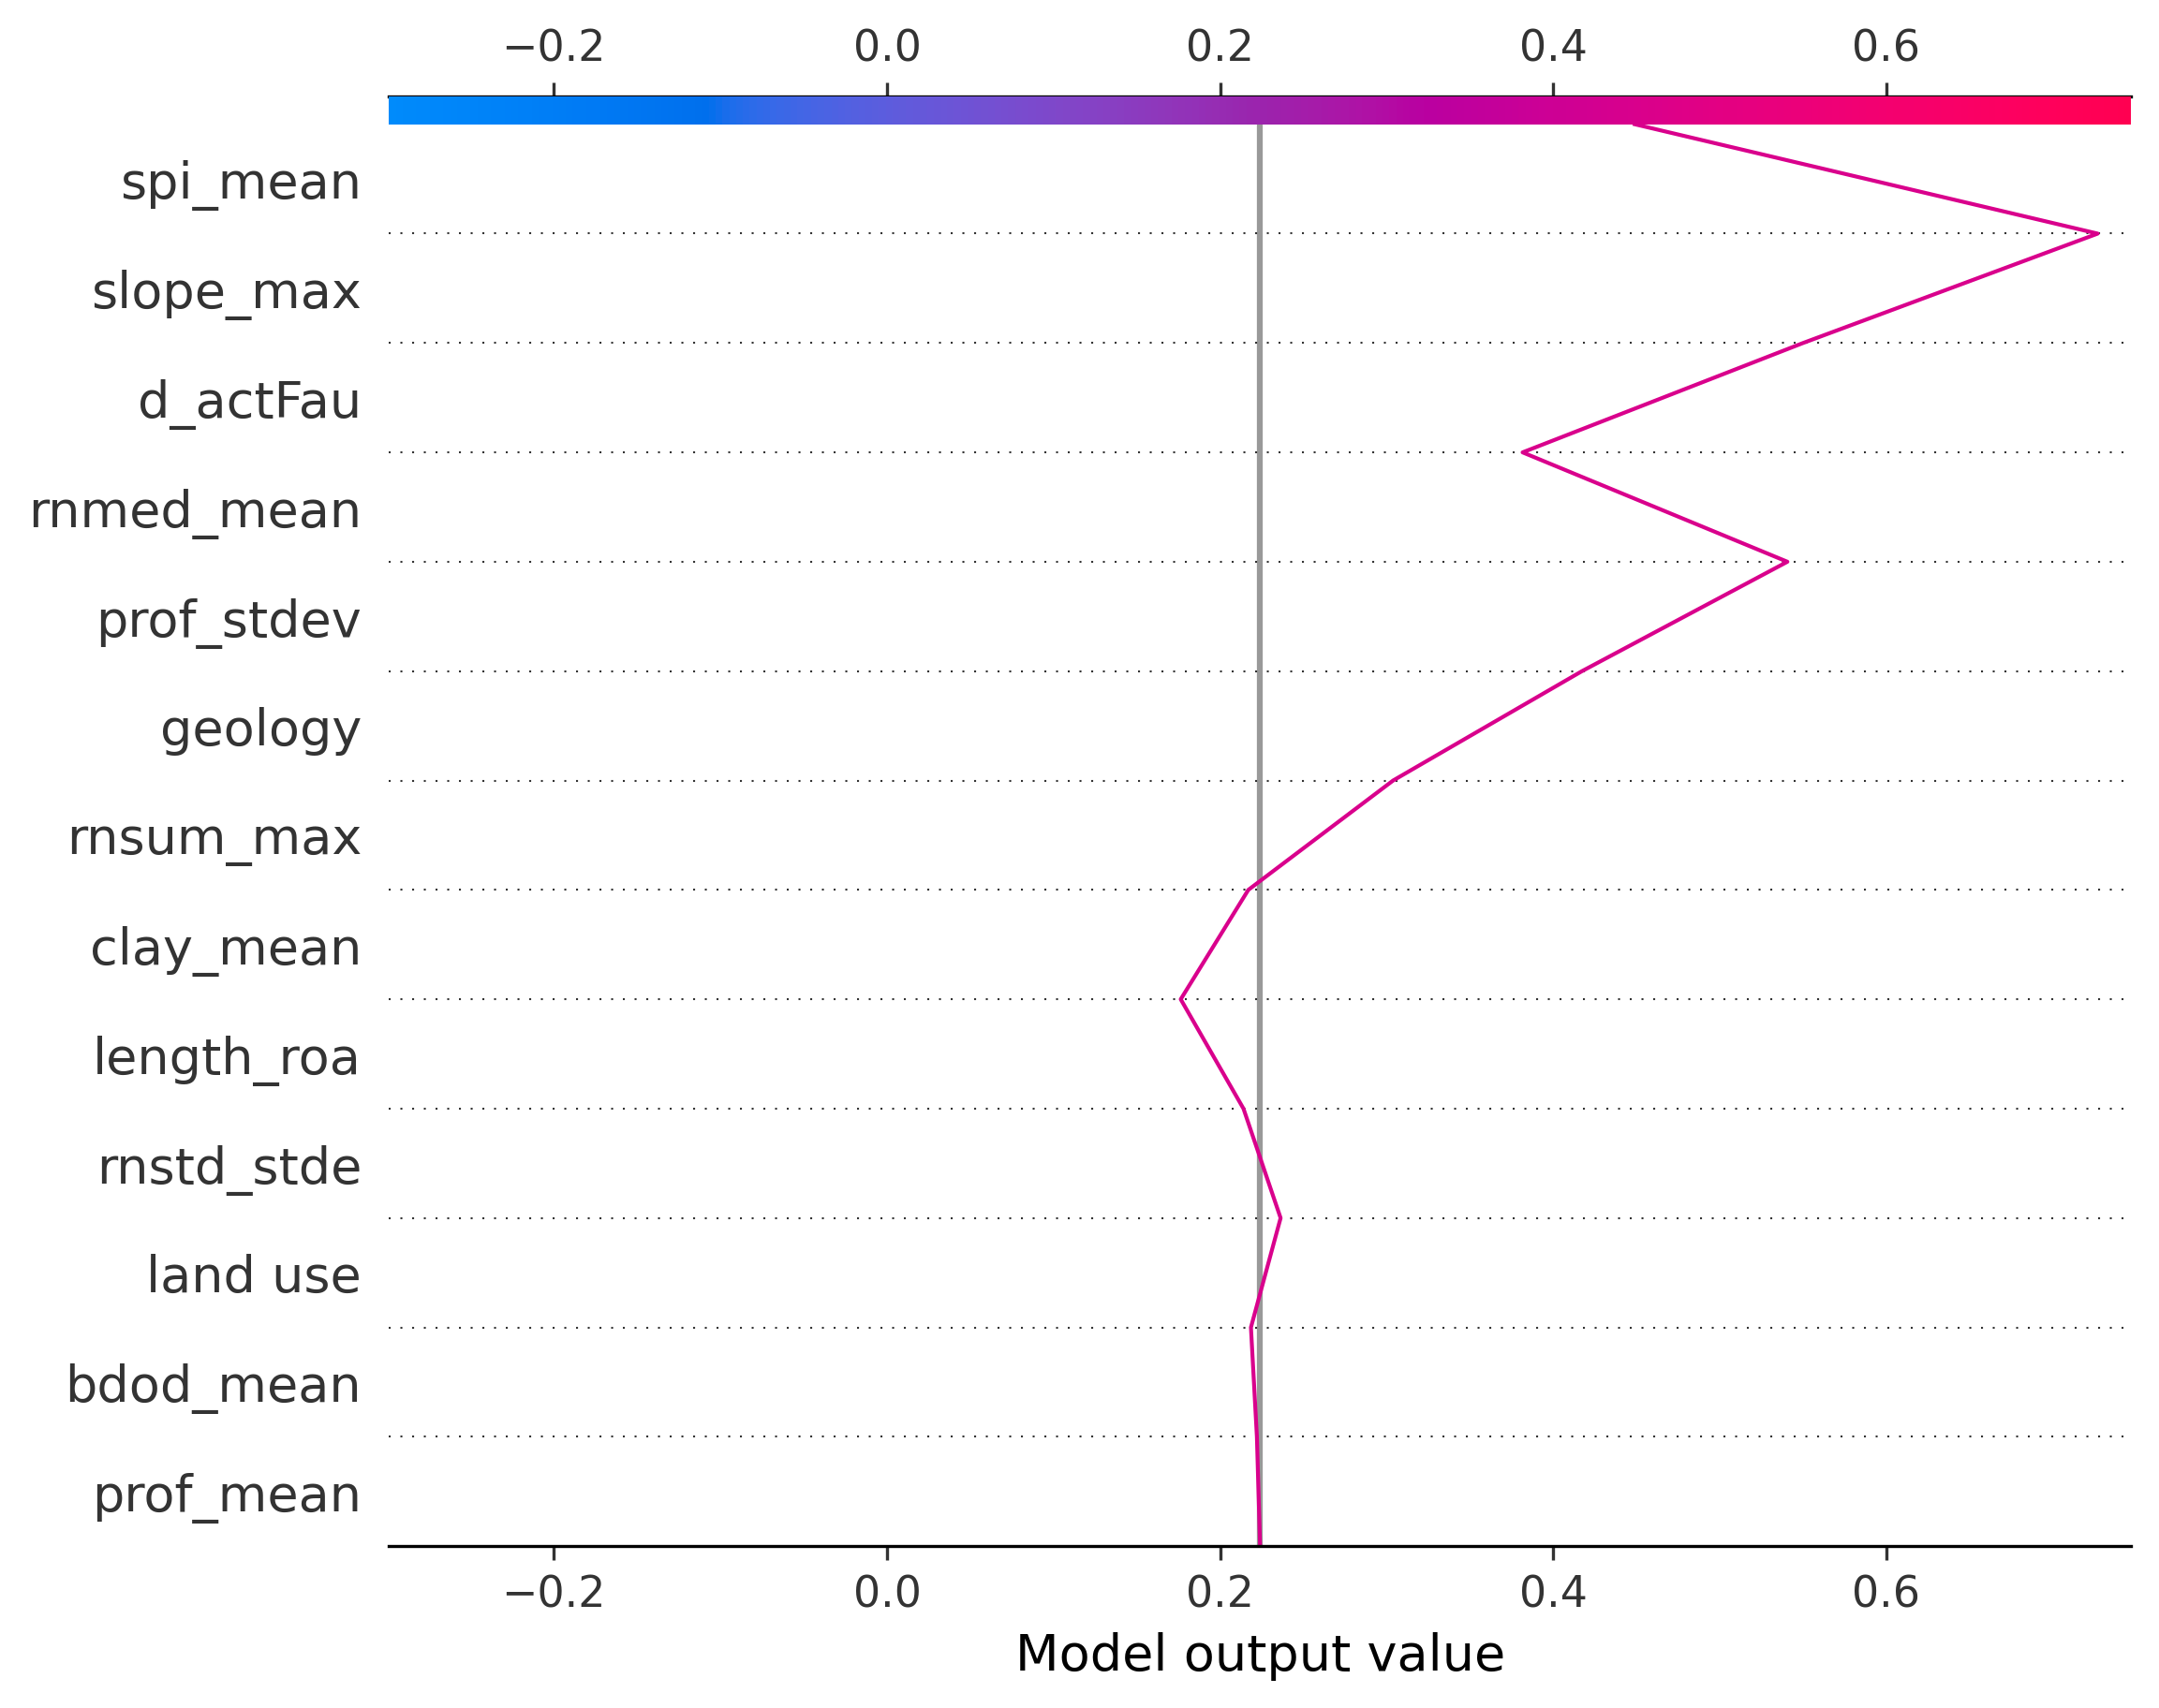 −0.2 0.0 0.2 0.4 0.6
spi_mean
slope_max
d_actFau
rnmed_mean
prof_stdev
geology
rnsum_max
clay_mean
length_roa
rnstd_stde
land use
bdod_mean
prof_mean
−0.2 0.0 0.2 0.4 0.6
Model output value